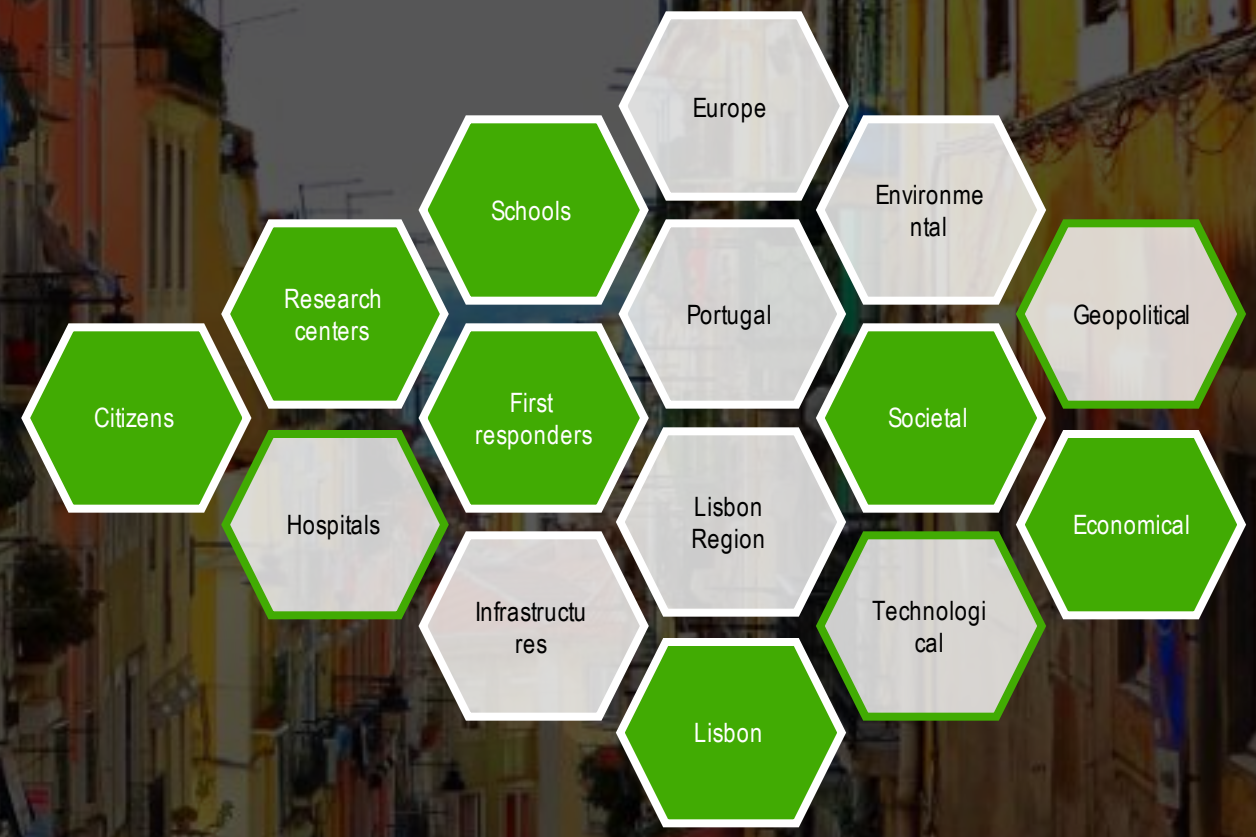 Europe
Schools
Environme
ntal
Research
centers
Portugal
Geopolitical
Citizens
First
responders
Societal
Hospitals
Lisbon
Region
Economical
Infrastructu
res
Technologi
cal
Lisbon